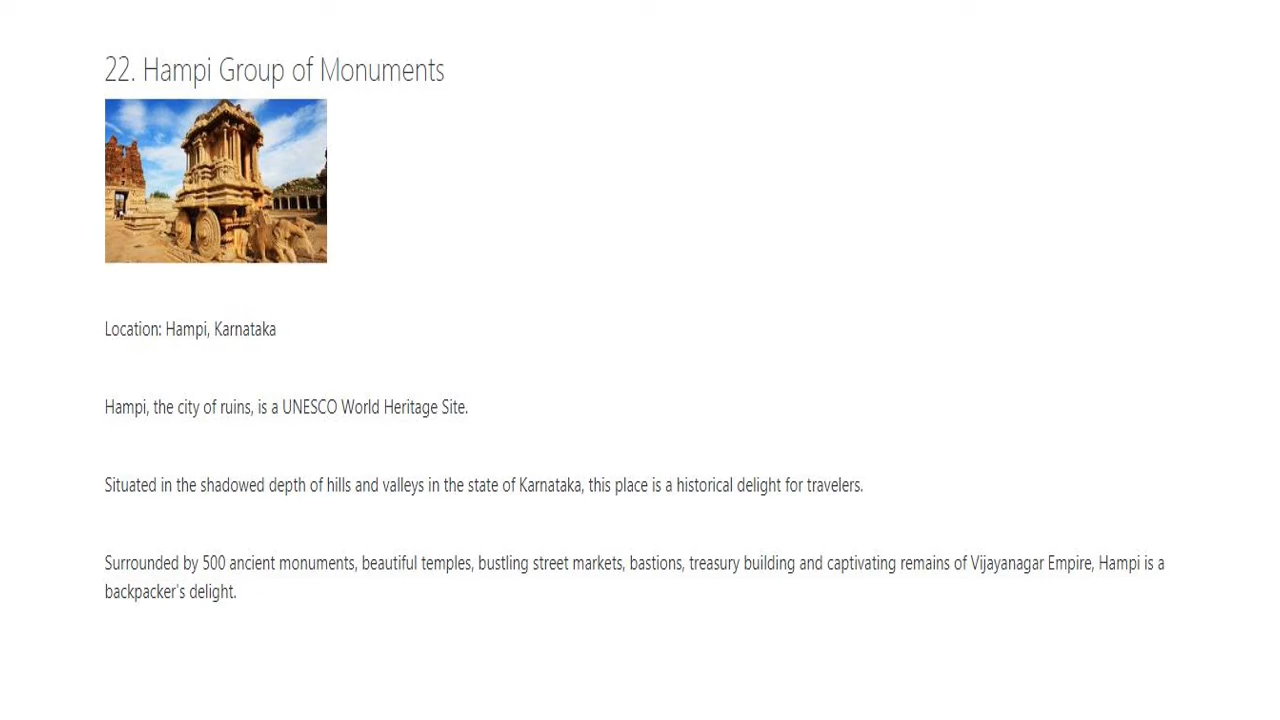 22. Hampi Group of Monuments
Location: Hampi, Karnataka
Hampi, the city of ruins, is a UNESCO World Heritage Site.
Situated in the shadowed depth of hills and valleys in the state of Karnataka, this place is a historical delight for travelers.
Surrounded by 500 ancient monuments, beautiful temples, bustling street markets, bastions, treasury building and captivating remains of Vijayanagar Empire, Hampi is a
backpacker's delight.